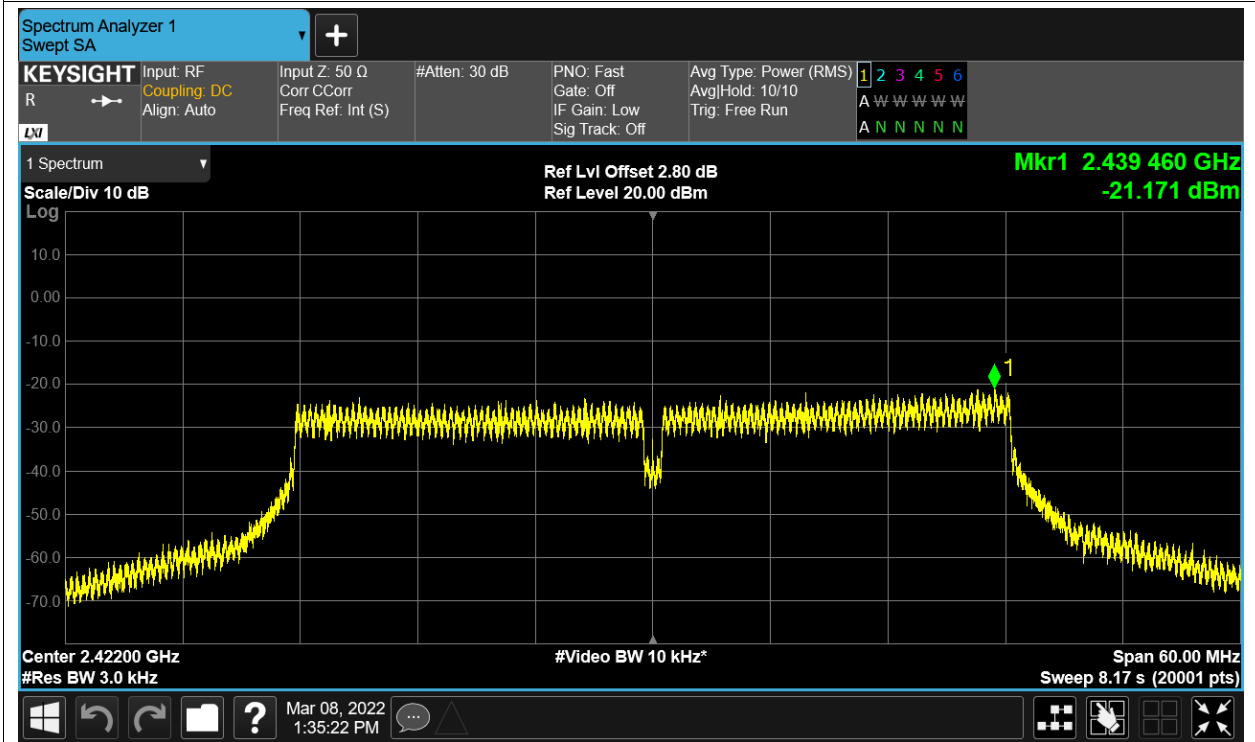 Spectrum Analyzer 1
Swept SA
+
KEYSIGHT
R
LXI
Input: RF
Coupling: DC
Align: Auto
Input Z: 50 Ω
Corr CCorr
Freq Ref: Int (S)
#Atten: 30 dB
PNO: Fast
Gate: Off
IF Gain: Low
Sig Track: Off
Avg Type: Power (RMS)
Avg|Hold: 10/10
Trig: Free Run
1 2 3 4 5 6
A W W W W W
A N N N N N
1 Spectrum
Scale/Div 10 dB
Log
Ref Lvl Offset 2.80 dB
Ref Level 20.00 dBm
Mkr1 2.439 460 GHz
-21.171 dBm
10.0
0.00
-10.0
-20.0
-30.0
-40.0
-50.0
-60.0
-70.0
1
Center 2.42200 GHz
#Res BW 3.0 kHz
#Video BW 10 kHz*
Span 60.00 MHz
Sweep 8.17 s (20001 pts)
?
Mar 08, 2022
1:35:22 PM